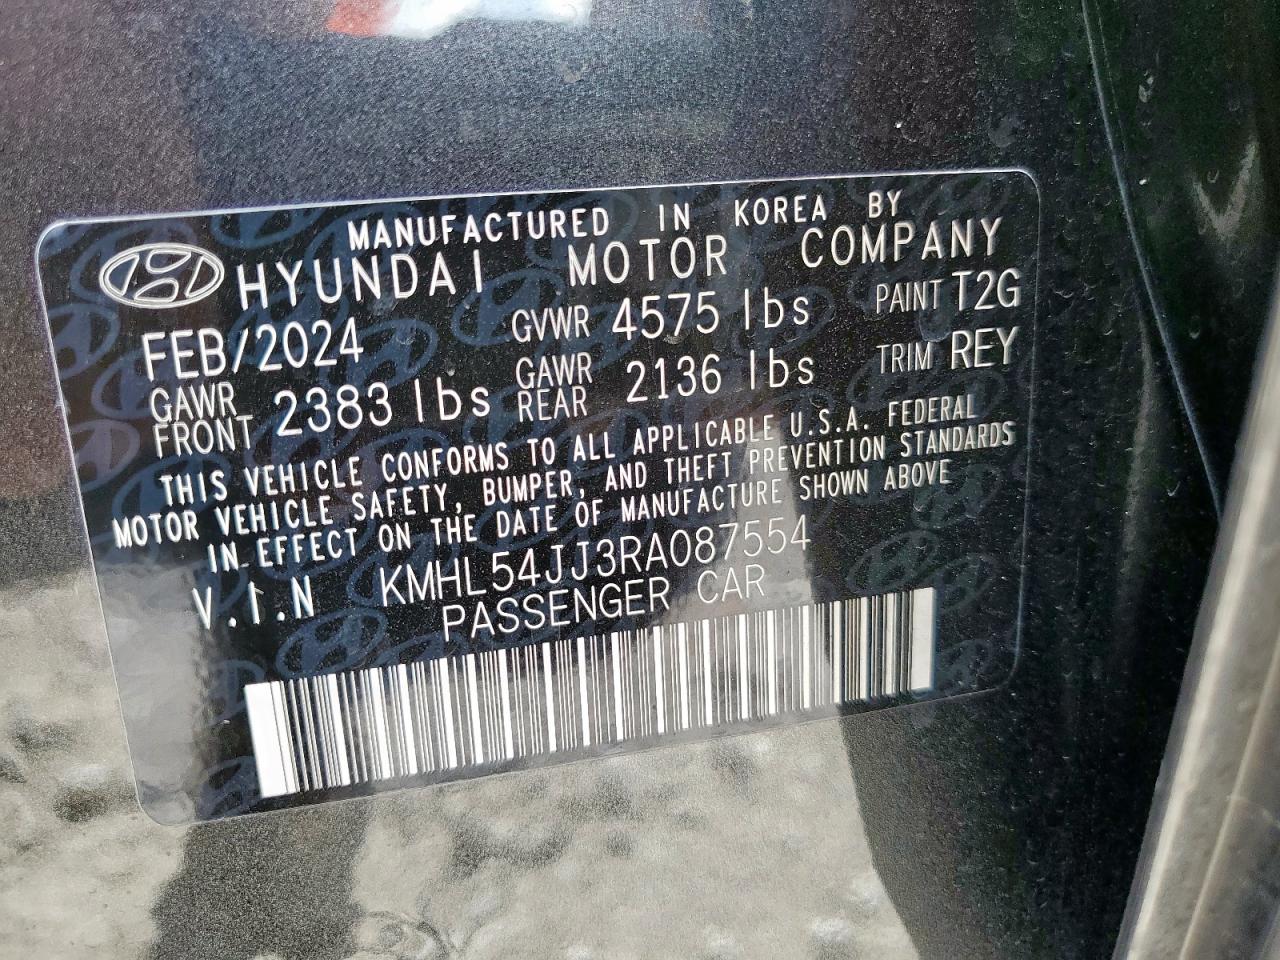 MANUFACTURED IN KOREA BY
HYUNDAI MOTOR COMPANY
FEB/2024 GVWR 4575 lbs PAINT T2G
GAWR FRONT 2383 lbs GAWR REAR 2136 lbs TRIM REY
THIS VEHICLE CONFORMS TO ALL APPLICABLE U.S.A. FEDERAL
MOTOR VEHICLE SAFETY, BUMPER, AND THEFT PREVENTION STANDARDS
IN EFFECT ON THE DATE OF MANUFACTURE SHOWN ABOVE
V.I.N KMHL54JJ3RA087554
PASSENGER CAR